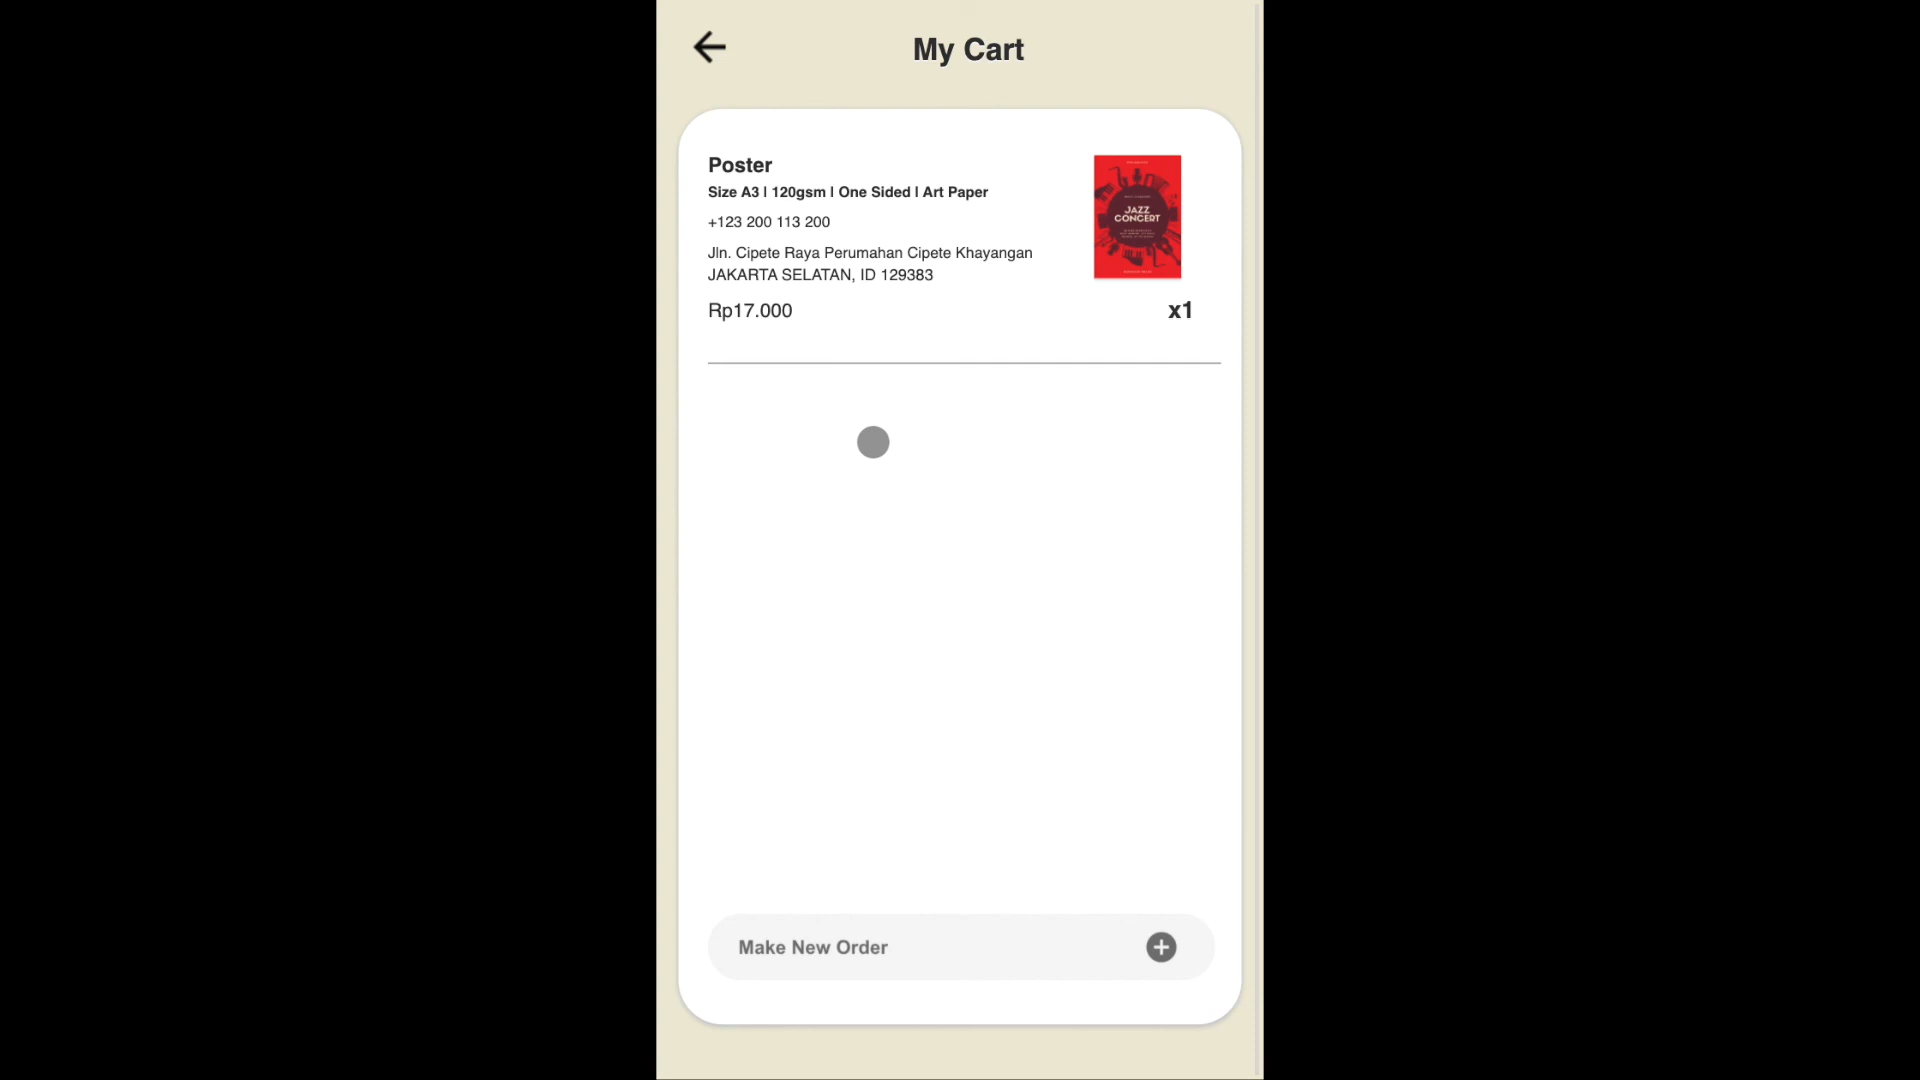 My Cart
Poster
Size A3 I 120gsm I One Sided I Art Paper
+123 200 113 200
Jln. Cipete Raya Perumahan Cipete Khayangan
JAKARTA SELATAN, ID 129383
Rp17.000
JAZZ
CONCERT
x1
Make New Order